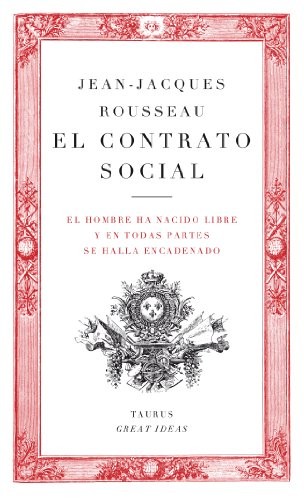 JEAN-JACQUES
ROUSSEAU
EL CONTRATO
SOCIAL
EL HOMBRE HA NACIDO LIBRE
Y EN TODAS PARTES
SE HALLA ENCADENADO
TAURUS
GREAT IDEAS